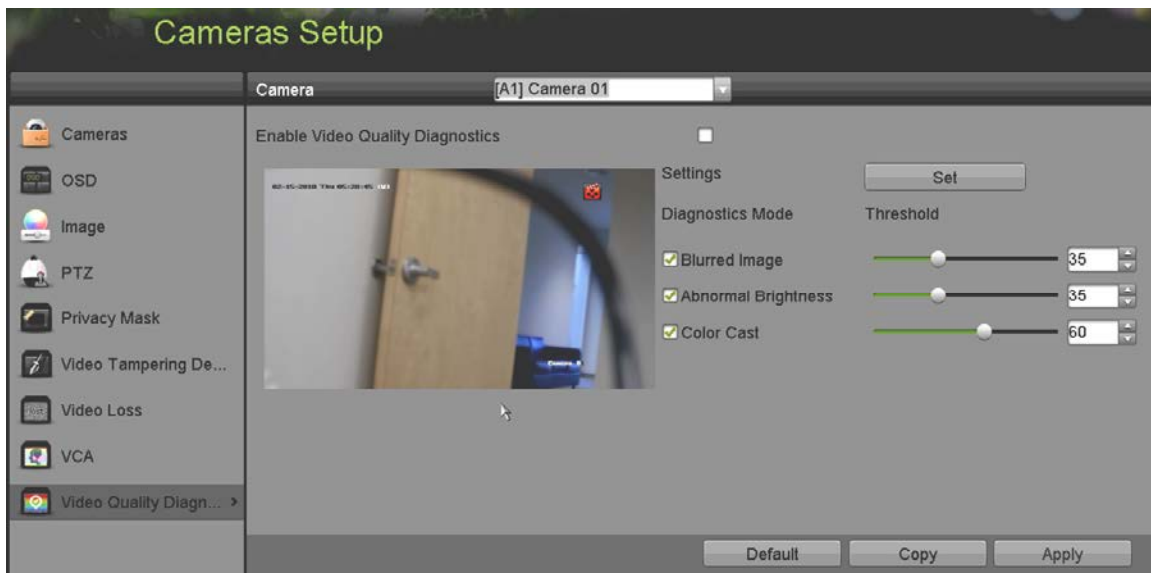 Cameras Setup
Camera
[A1] Camera 01
Cameras
OSD
Image
PTZ
Privacy Mask
Video Tampering De...
Video Loss
VCA
Video Quality Diagn...
Enable Video Quality Diagnostics
Settings
Set
Diagnostics Mode
Threshold
Blurred Image
35
Abnormal Brightness
35
Color Cast
60
Default
Copy
Apply